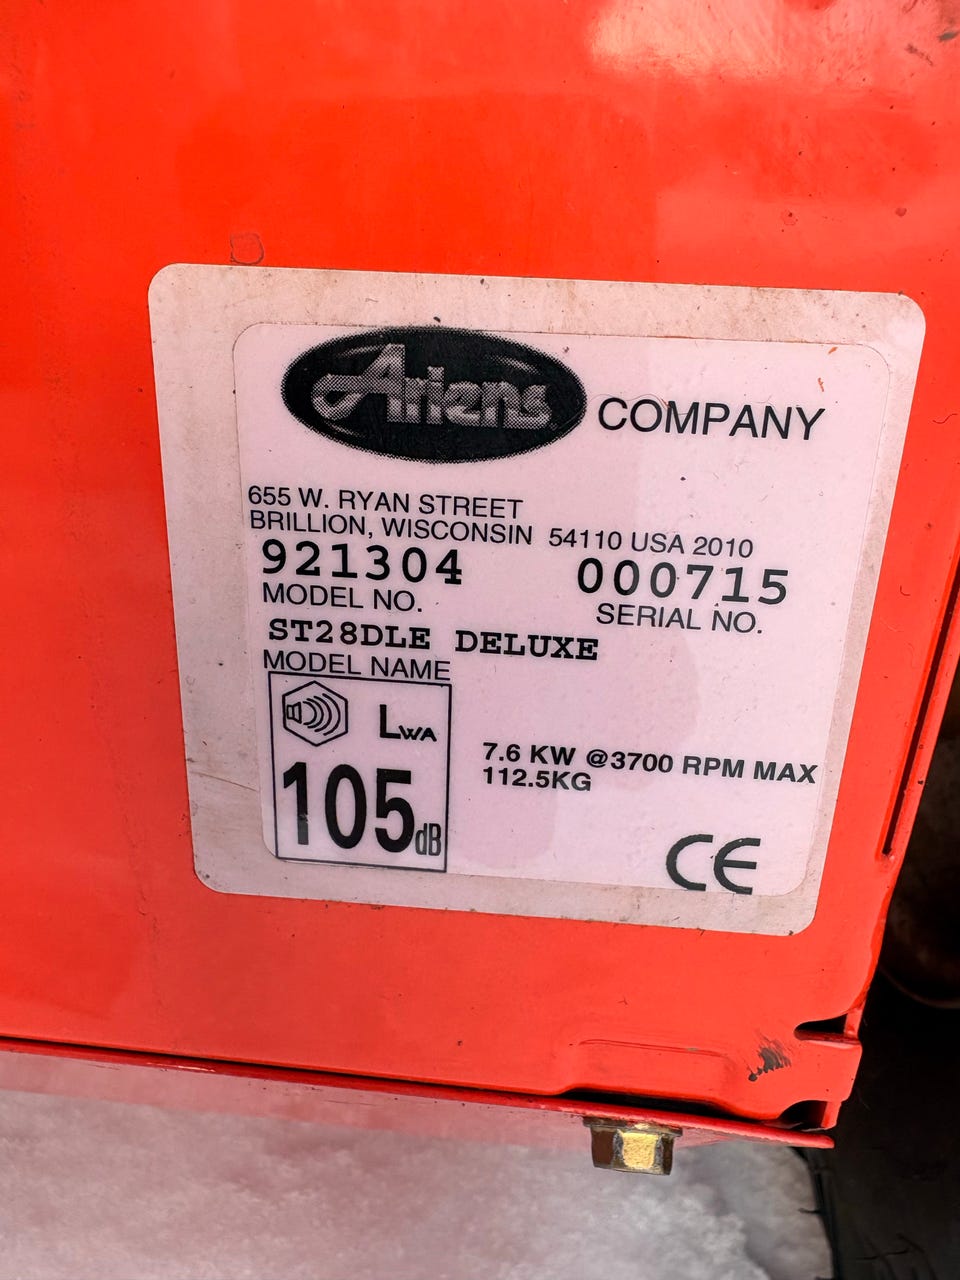 Ariens COMPANY
655 W. RYAN STREET
BRILLION, WISCONSIN 54110 USA 2010
921304 000715
MODEL NO. SERIAL NO.
ST28DLE DELUXE
MODEL NAME
LWA
105dB
7.6 KW @3700 RPM MAX
112.5KG
CE